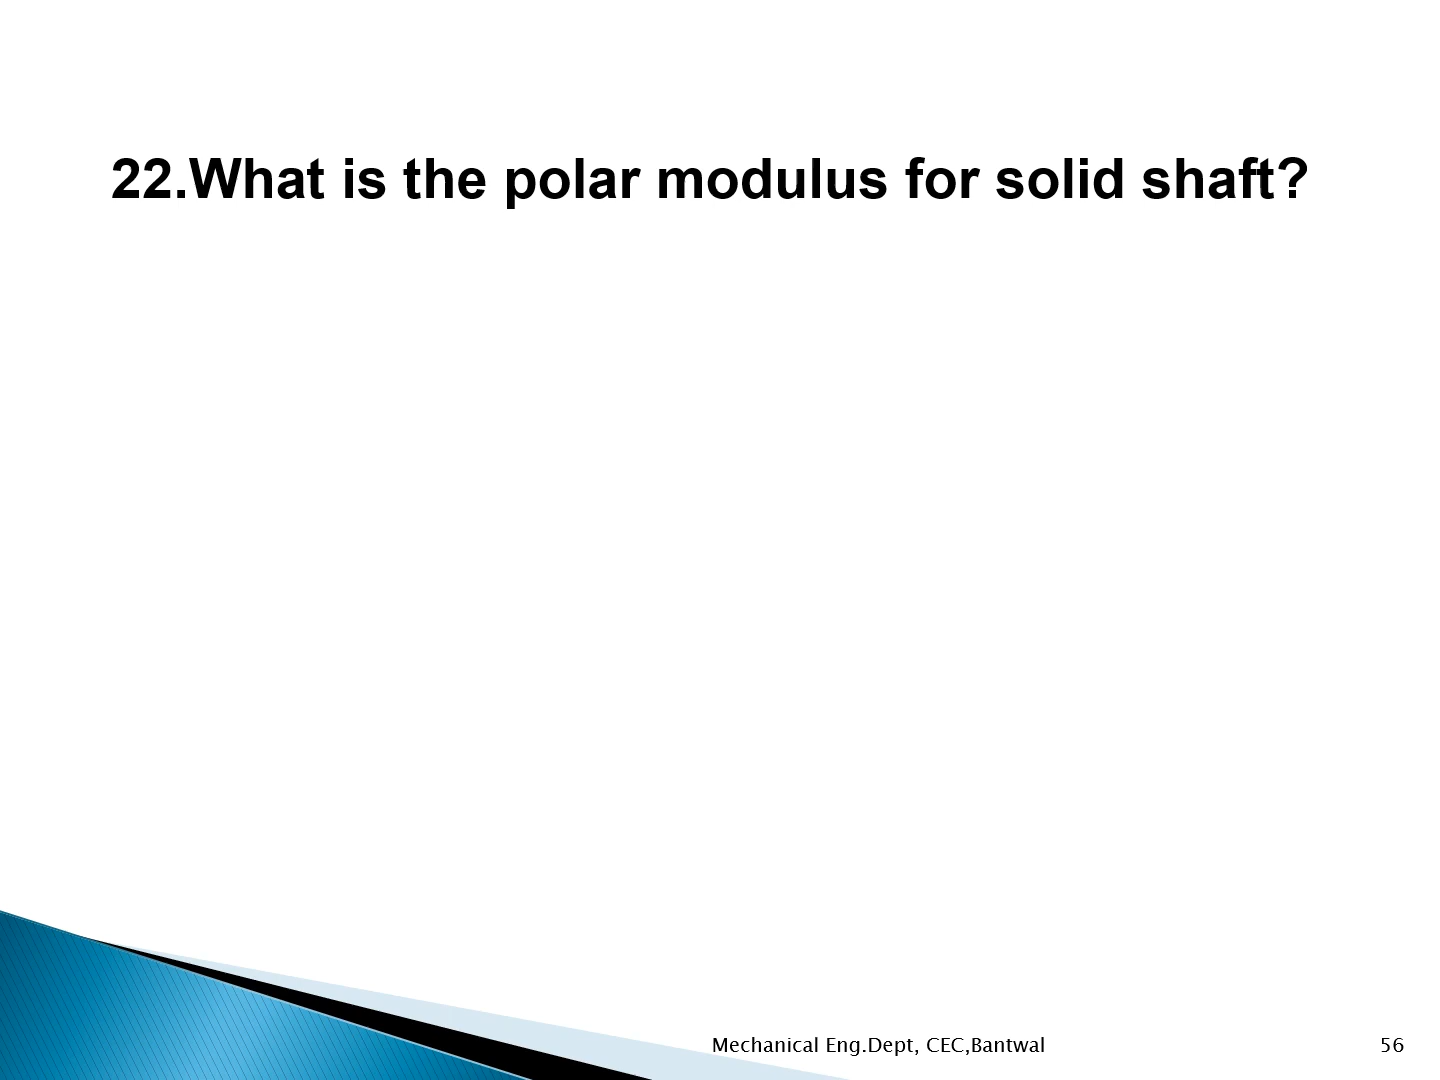 22.What is the polar modulus for solid shaft?
Mechanical Eng.Dept, CEC,Bantwal
56